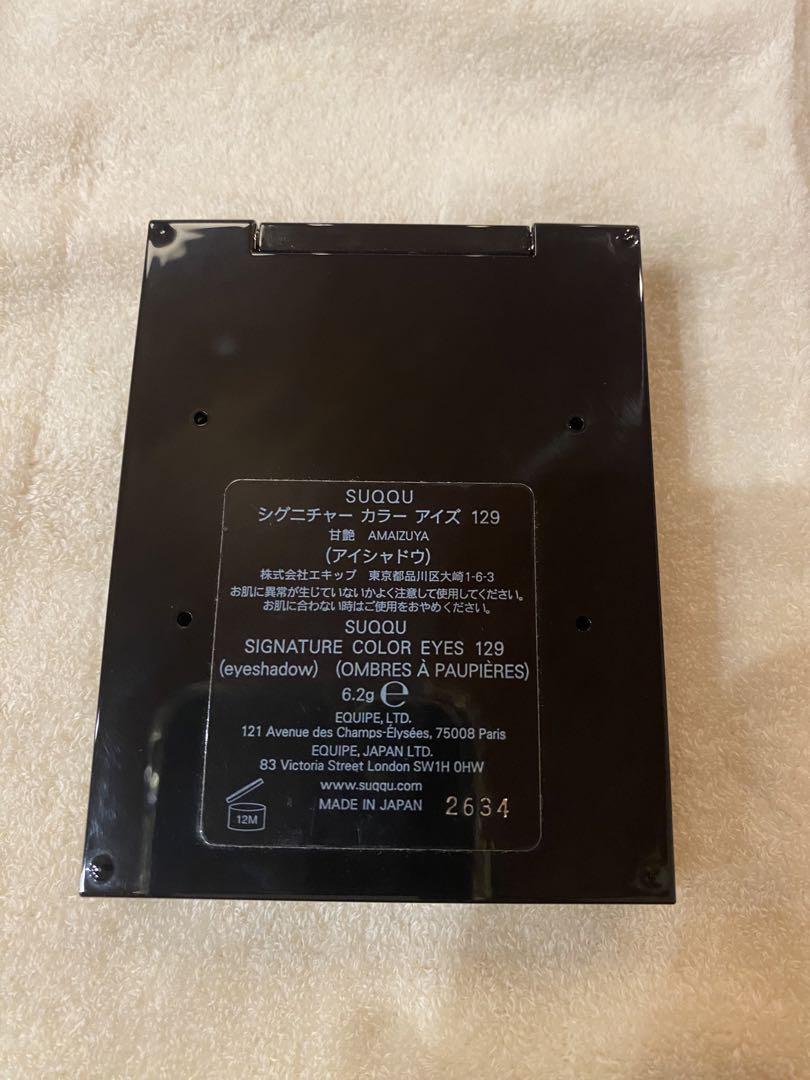 SUQQU
シグニチャー カラー アイズ 129
甘艶 AMAIZUYA
(アイシャドウ)
株式会社エキップ 東京都品川区大崎1-6-3
お肌に異常が生じていないかよく注意して使用してください。
お肌に合わない時はご使用をおやめください。
SUQQU
SIGNATURE COLOR EYES 129
(eyeshadow) (OMBRES À PAUPIÈRES)
6.2g ℮
EQUIPE, LTD.
121 Avenue des Champs-Élysées, 75008 Paris
EQUIPE, JAPAN LTD.
83 Victoria Street London SW1H 0HW
www.suqqu.com
12M MADE IN JAPAN 2634